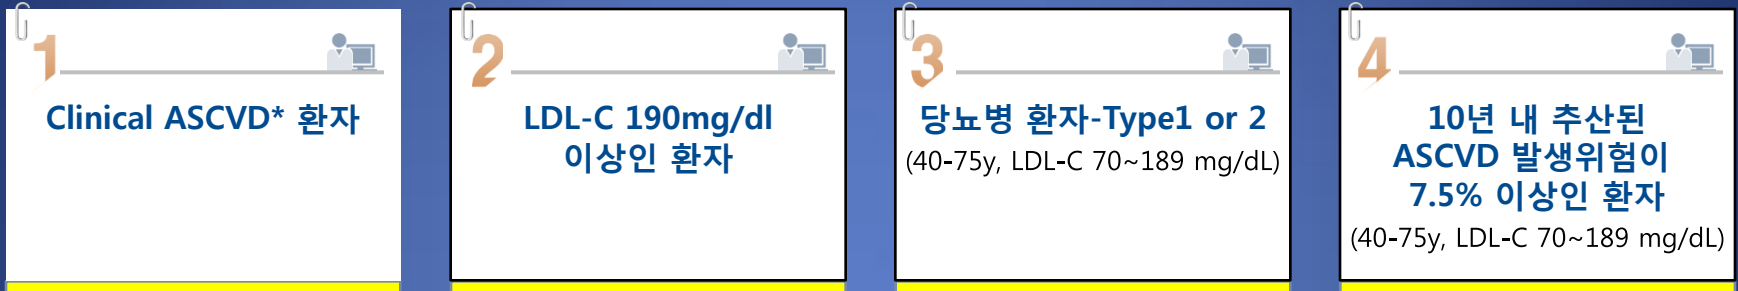 1
Clinical ASCVD* 환자
2
LDL-C 190mg/dl
이상인 환자
3
당뇨병 환자-Type1 or 2
(40-75y, LDL-C 70~189 mg/dL)
4
10년 내 추산된
ASCVD 발생위험이
7.5% 이상인 환자
(40-75y, LDL-C 70~189 mg/dL)